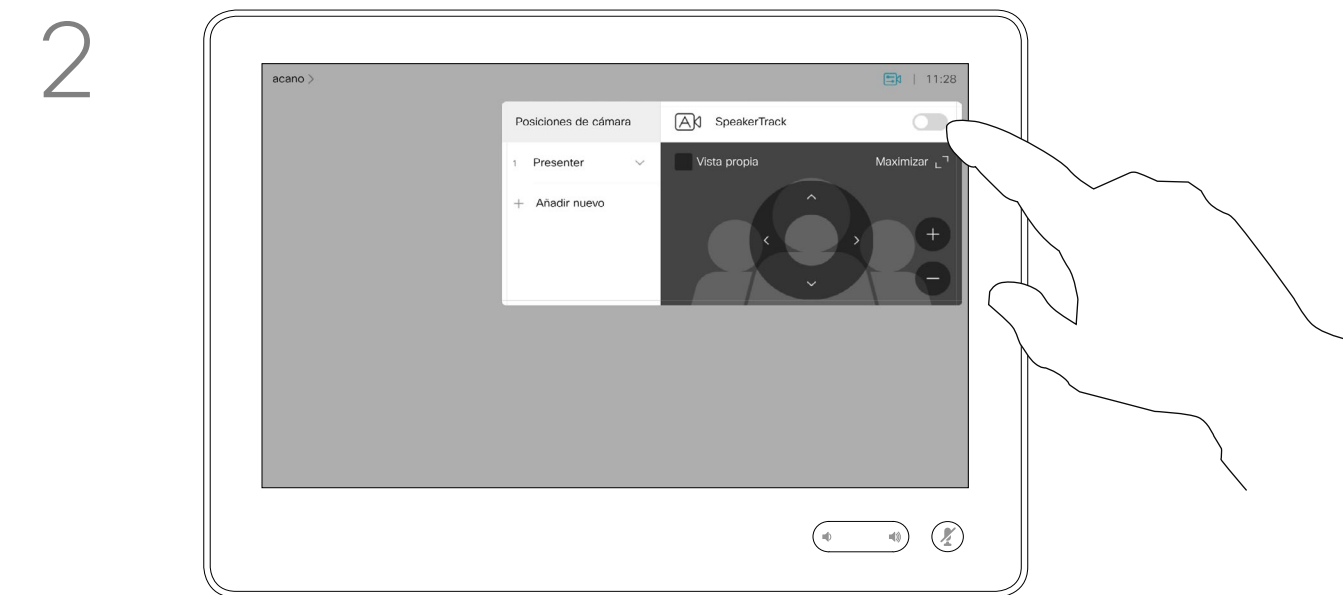 2
acano >
11:28
Posiciones de cámara
SpeakerTrack
1 Presenter
Vista propia
Maximizar
+ Añadir nuevo